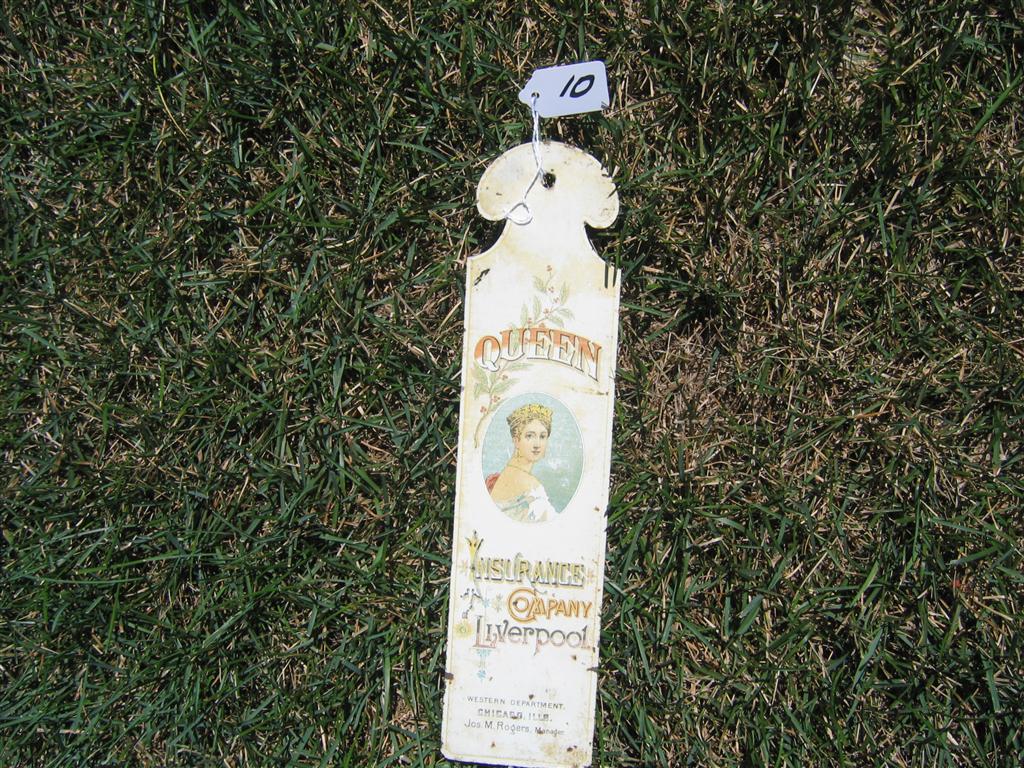 10
QUEEN
INSURANCE
COMPANY
LIVERPOOL
WESTERN DEPARTMENT.
CHICAGO, ILLS.
Jos. M. Rogers, Manager